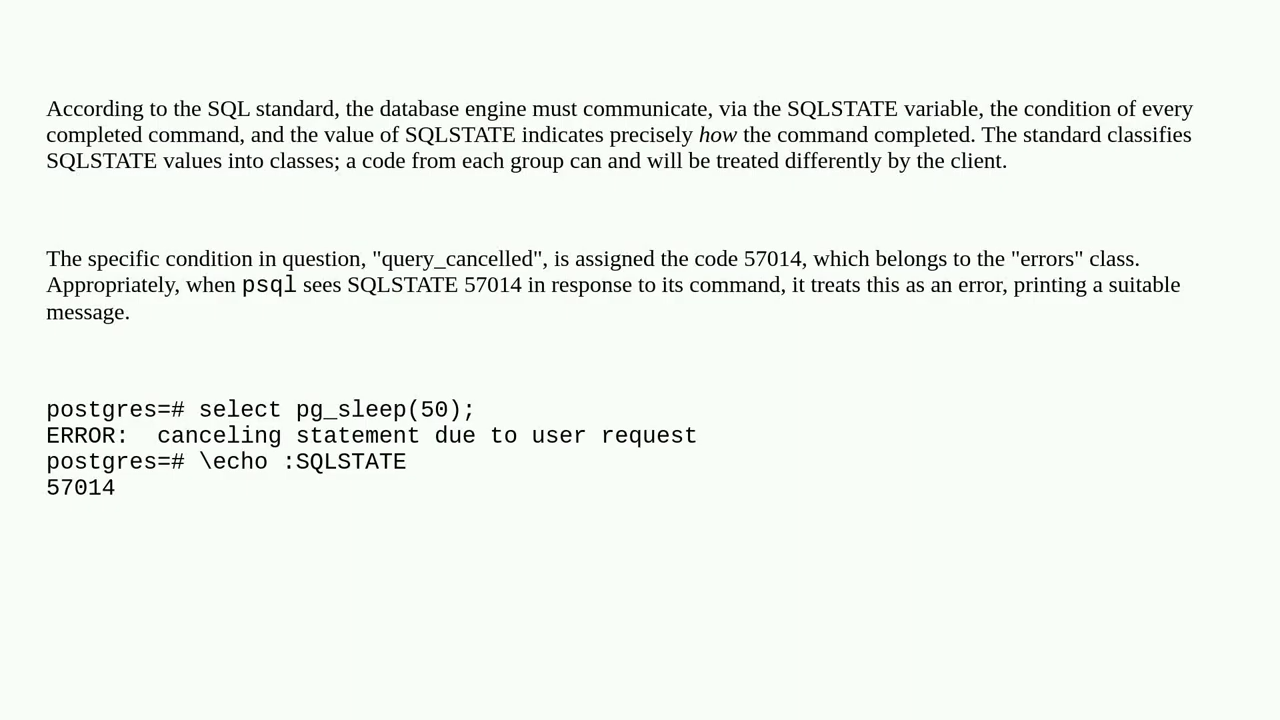 According to the SQL standard, the database engine must communicate, via the SQLSTATE variable, the condition of every
completed command, and the value of SQLSTATE indicates precisely how the command completed. The standard classifies
SQLSTATE values into classes; a code from each group can and will be treated differently by the client.
The specific condition in question, "query_cancelled", is assigned the code 57014, which belongs to the "errors" class.
Appropriately, when psql sees SQLSTATE 57014 in response to its command, it treats this as an error, printing a suitable
message.
postgres=# select pg_sleep(50);
ERROR:  canceling statement due to user request
postgres=# \echo :SQLSTATE
57014